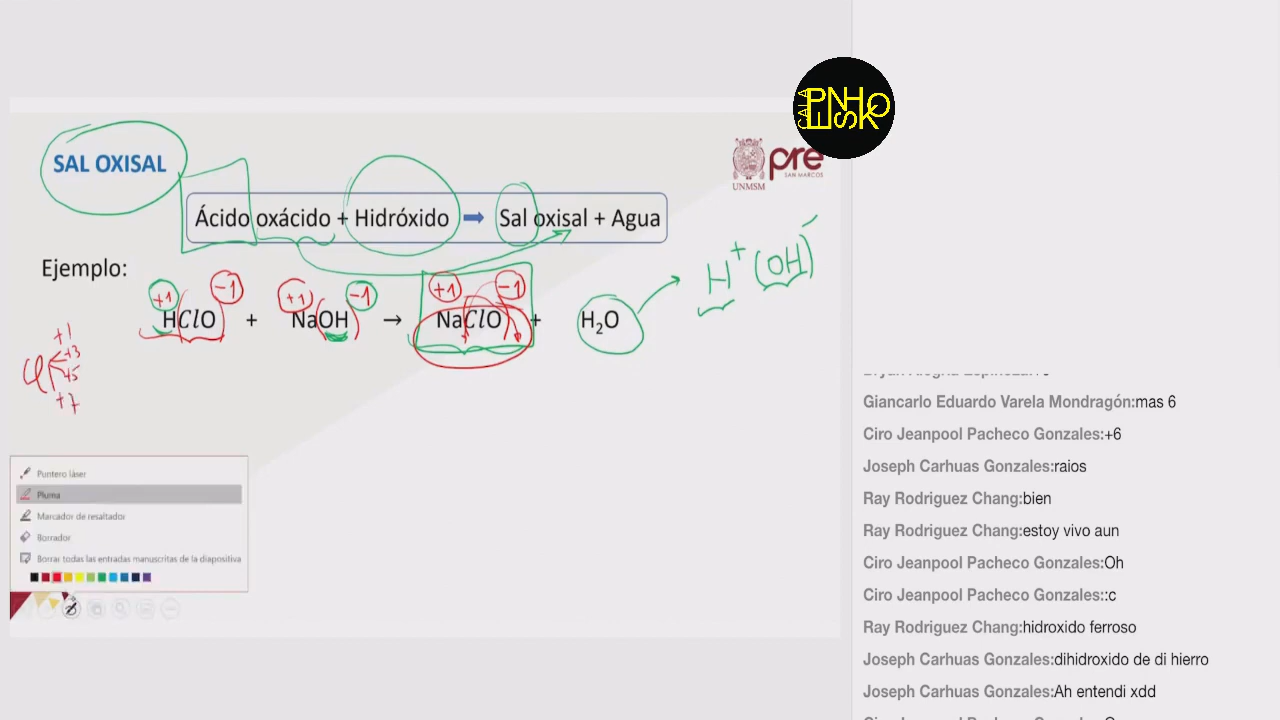 CALA
PENHO
ESK
SAL OXISAL
UNMSM
pre
SAN MARCOS
Ácido oxácido + Hidróxido ➡ Sal oxisal + Agua
H⁺ (OH)⁻
Ejemplo:
+1 -1 +1 -1 +1 -1
HClO + NaOH → NaClO + H₂O
+1
Cl +3
+5
+7
Puntero láser
Pluma
Marcador de resaltador
Borrador
Borrar todas las entradas manuscritas de la diapositiva
Giancarlo Eduardo Varela Mondragón:mas 6
Ciro Jeanpool Pacheco Gonzales:+6
Joseph Carhuas Gonzales:raios
Ray Rodriguez Chang:bien
Ray Rodriguez Chang:estoy vivo aun
Ciro Jeanpool Pacheco Gonzales:Oh
Ciro Jeanpool Pacheco Gonzales::c
Ray Rodriguez Chang:hidroxido ferroso
Joseph Carhuas Gonzales:dihidroxido de di hierro
Joseph Carhuas Gonzales:Ah entendi xdd